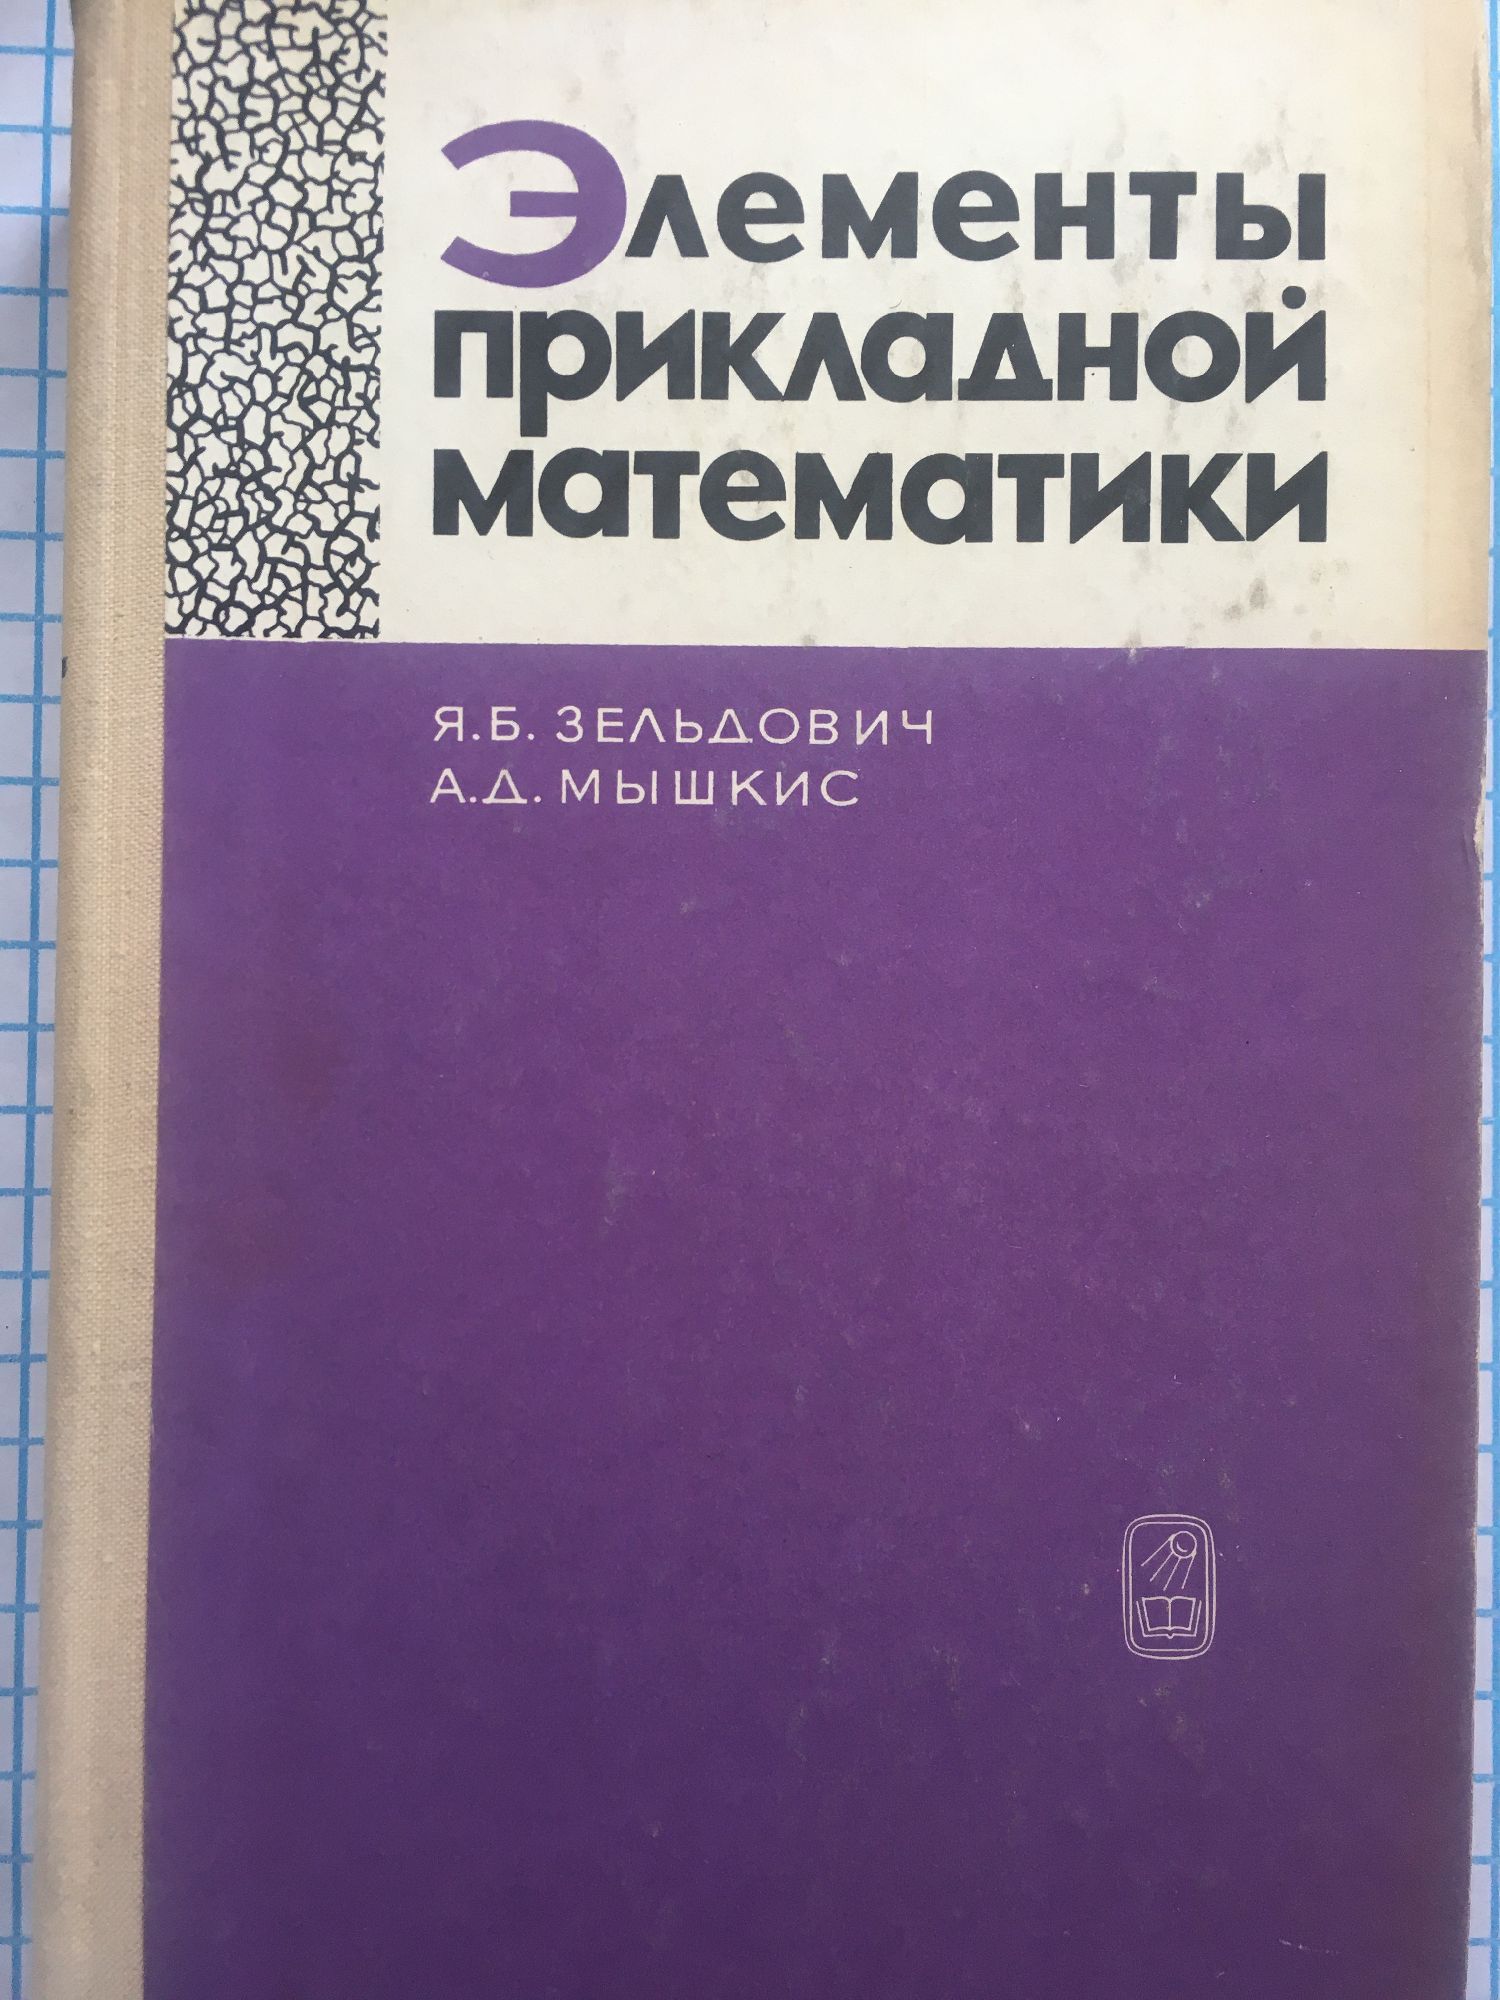 Элементы
прикладной
математики
Я.Б. ЗЕЛЬДОВИЧ
А.Д. МЫШКИС